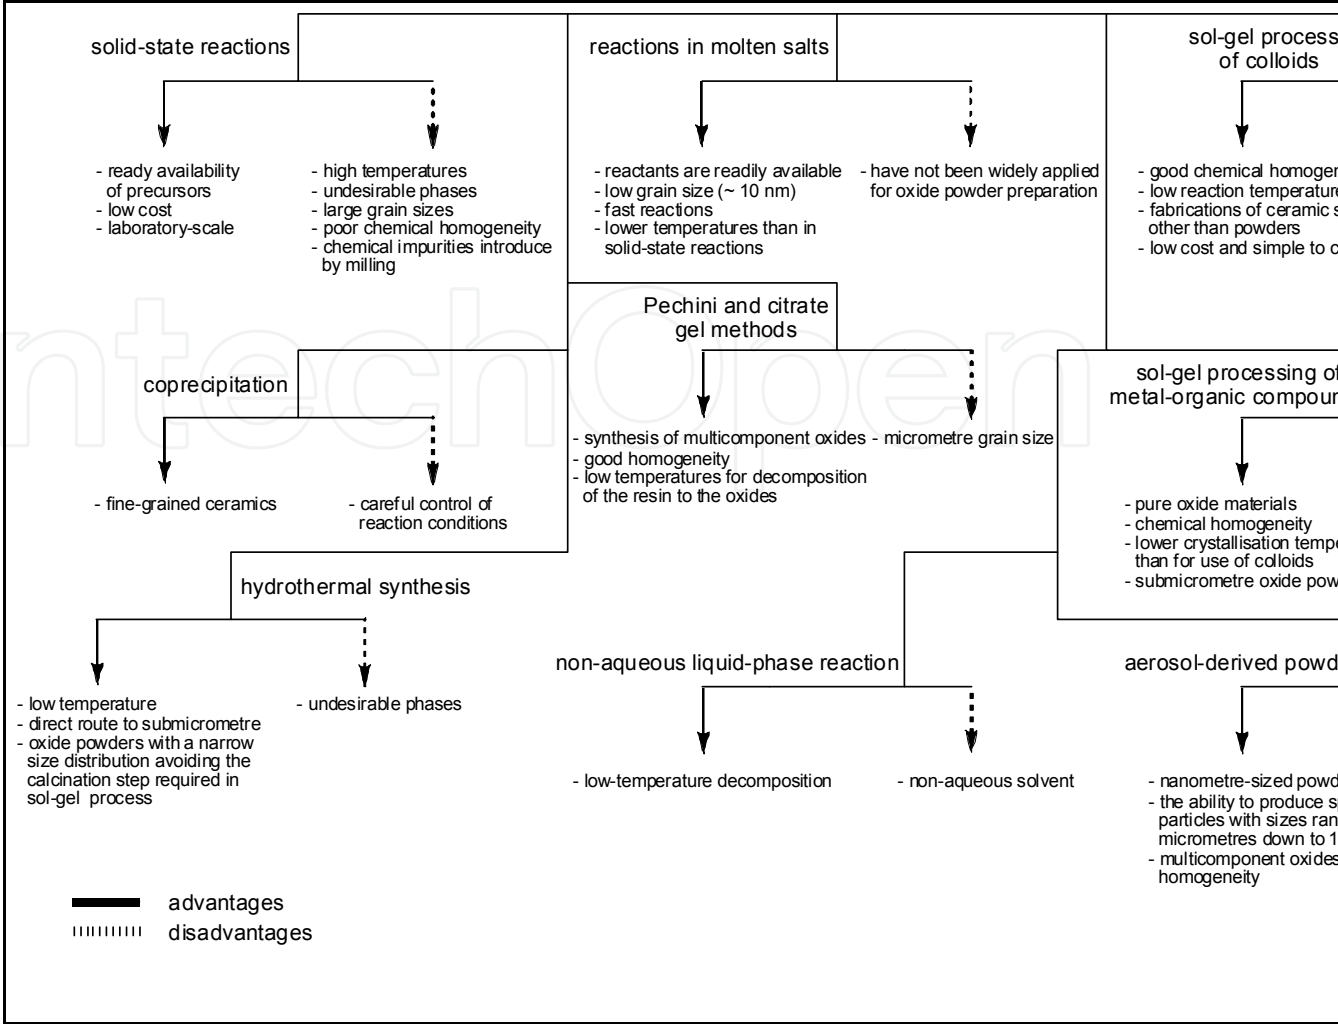 solid-state reactions
- ready availability
of precursors
- low cost
- laboratory-scale
- high temperatures
- undesirable phases
- large grain sizes
- poor chemical homogeneity
- chemical impurities introduce
by milling
reactions in molten salts
- reactants are readily available
- low grain size (~ 10 nm)
- fast reactions
- lower temperatures than in
solid-state reactions
- have not been widely applied
for oxide powder preparation
sol-gel process
of colloids
- good chemical
- low reaction
- fabrications of ceramic
other than powders
- low cost and simple to
coprecipitation
- fine-grained ceramics
- careful control of
reaction conditions
Pechini and citrate
gel methods
- synthesis of multicomponent oxides
- good homogeneity
- low temperatures for decomposition
of the resin to the oxides
- micrometre grain size
sol-gel processing of
metal-organic
- pure oxide materials
- chemical homogeneity
- lower crystallisation
than for use of colloids
- submicrometre oxide
hydrothermal synthesis
- low temperature
- direct route to submicrometre
- oxide powders with a narrow
size distribution avoiding the
calcination step required in
sol-gel process
- undesirable phases
non-aqueous liquid-phase reaction
- low-temperature decomposition
- non-aqueous solvent
aerosol-derived
- nanometre-sized
- the ability to produce
particles with sizes
micrometres down to
- multicomponent oxides
homogeneity
advantages
disadvantages
ntechOpen